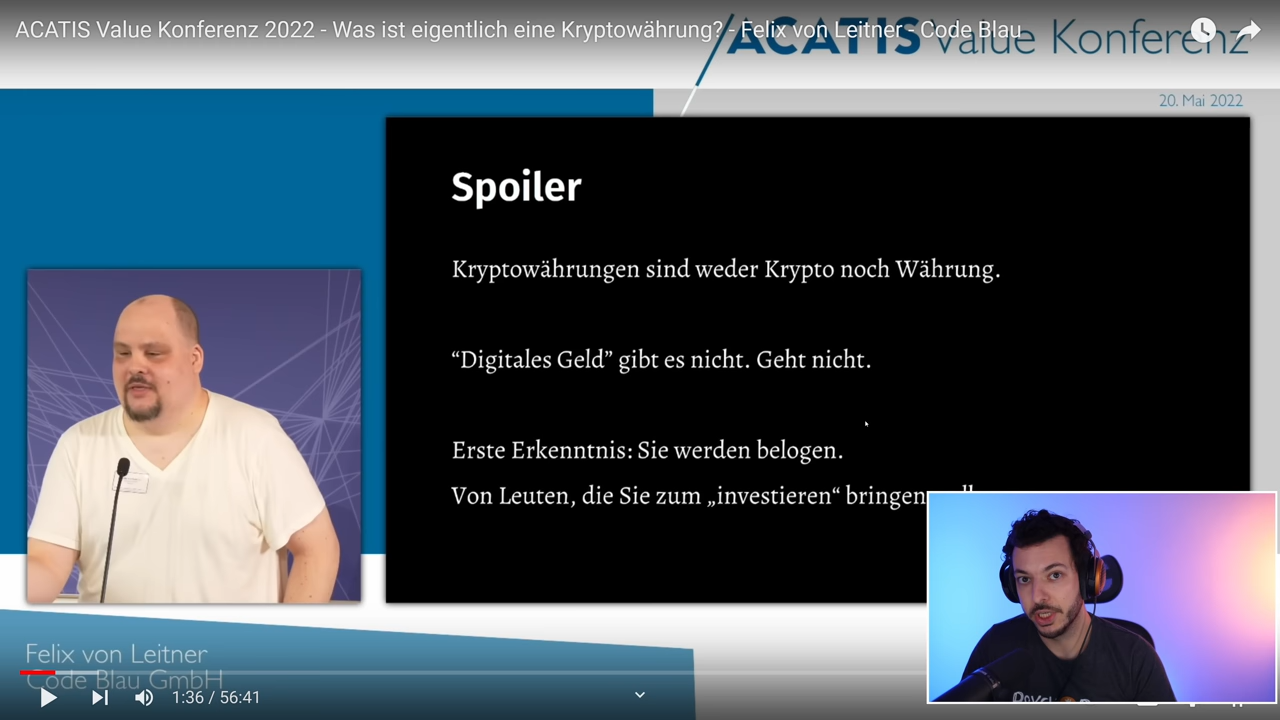 ACATIS Value Konferenz 2022 - Was ist eigentlich eine Kryptowährung? - Felix von Leitner - Code Blau
ACATIS Value Konferenz
20. Mai 2022
Spoiler
Kryptowährungen sind weder Krypto noch Währung.
“Digitales Geld” gibt es nicht. Geht nicht.
Erste Erkenntnis: Sie werden belogen.
Von Leuten, die Sie zum „investieren“ bringen
Felix von Leitner
Code Blau GmbH
1:36 / 56:41